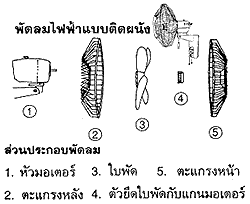 พัดลมไฟฟ้าแบบติดผนัง
1
2
3
4
5
ส่วนประกอบพัดลม
1. หัวมอเตอร์ 3. ใบพัด 5. ตะแกรงหน้า
2. ตะแกรงหลัง 4. ตัวยึดใบพัดกับแกนมอเตอร์